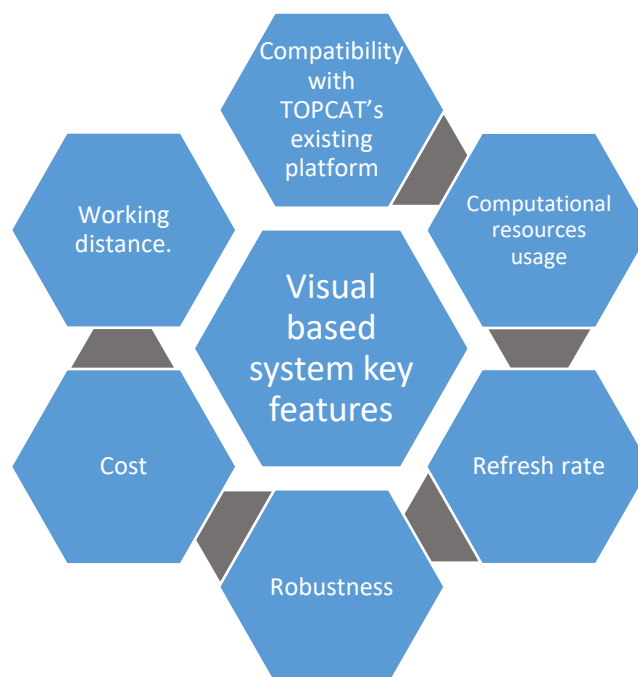 Compatibility
with
TOPCAT’s
existing
platform
Computational
resources
usage
Refresh rate
Robustness
Cost
Working
distance.
Visual
based
system key
features